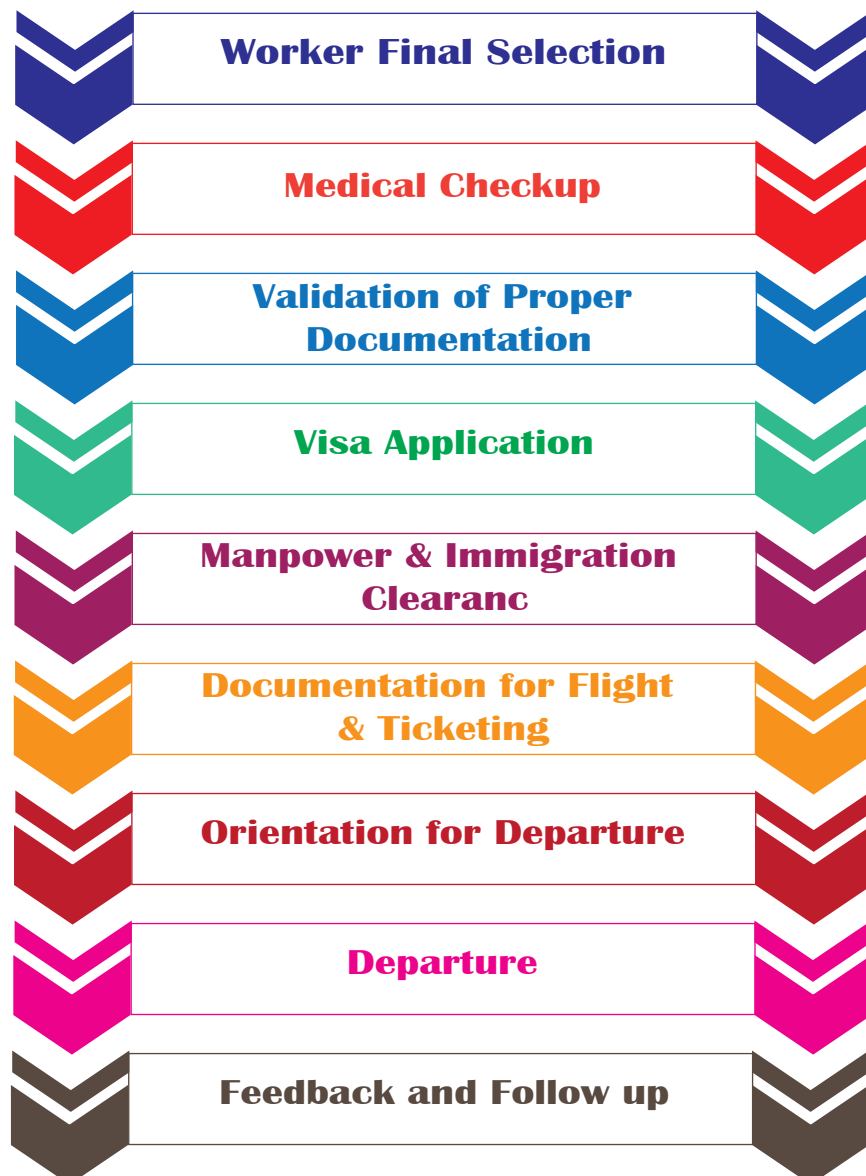 Worker Final Selection
Medical Checkup
Validation of Proper
Documentation
Visa Application
Manpower & Immigration
Clearanc
Documentation for Flight
& Ticketing
Orientation for Departure
Departure
Feedback and Follow up